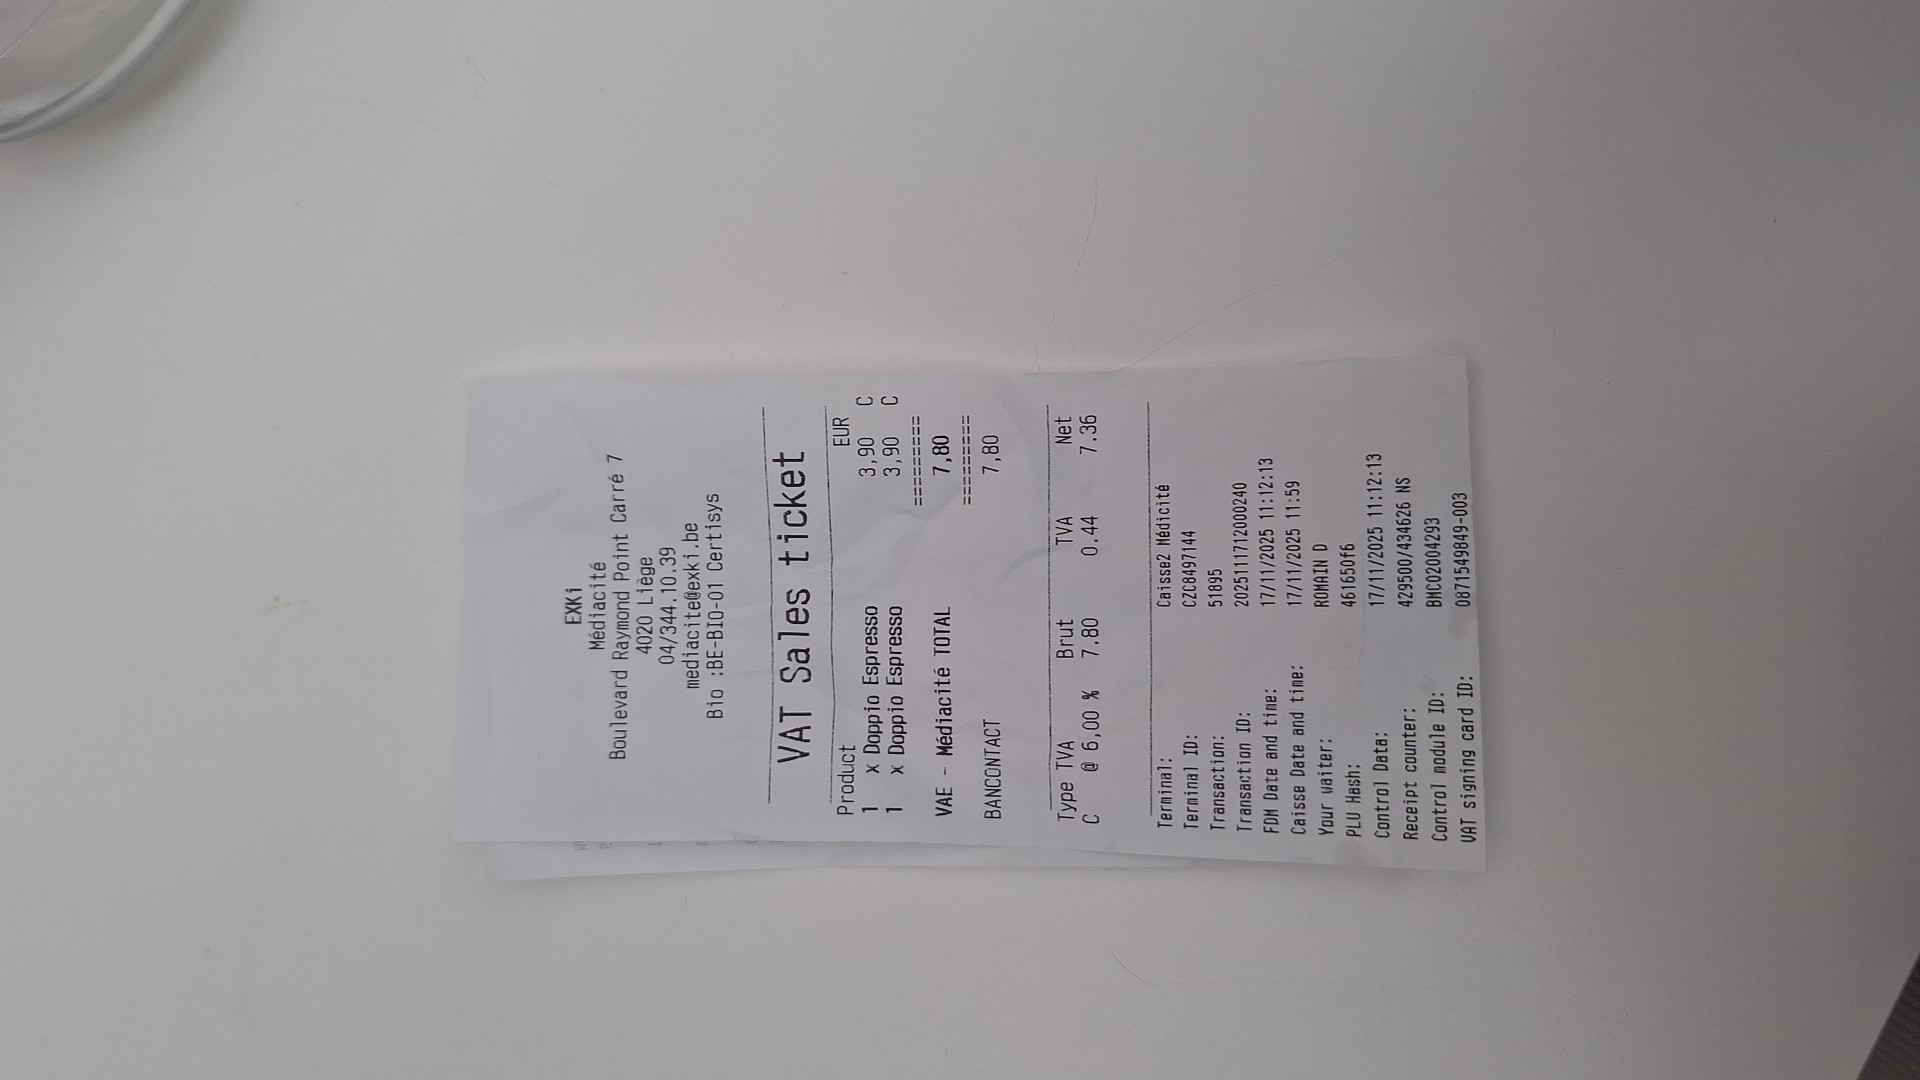 EXKi
Médiacité
Boulevard Raymond Point Carré 7
4020 Liège
04/344.10.39
mediacite@exki.be
Bio :BE-BIO-01 Certisys
VAT Sales ticket
Product EUR
1 x Doppio Espresso 3,90 C
1 x Doppio Espresso 3,90 C
=========
VAE - Médiacité TOTAL 7,80
=========
BANCONTACT 7,80
Type TVA Brut TVA Net
C @ 6,00 % 7.80 0.44 7.36
Terminal: Caisse2 Médicité
Terminal ID: CZC8497144
Transaction: 51895
Transaction ID: 2025111712000240
FDM Date and time: 17/11/2025 11:12:13
Caisse Date and time: 17/11/2025 11:59
Your waiter: ROMAIN D
PLU Hash: 461650f6
Control Data: 17/11/2025 11:12:13
Receipt counter: 429500/434626 NS
Control module ID: BMC02004293
VAT signing card ID: 0871549849-003